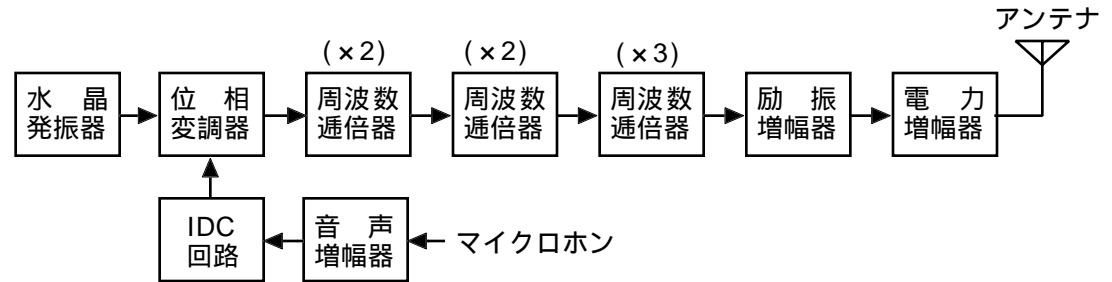 アンテナ
(×2)
(×2)
(×3)
水 晶
発振器
位 相
変調器
周波数
逓倍器
周波数
逓倍器
周波数
逓倍器
励 振
増幅器
電 力
増幅器
IDC
回路
音 声
増幅器
マイクロホン